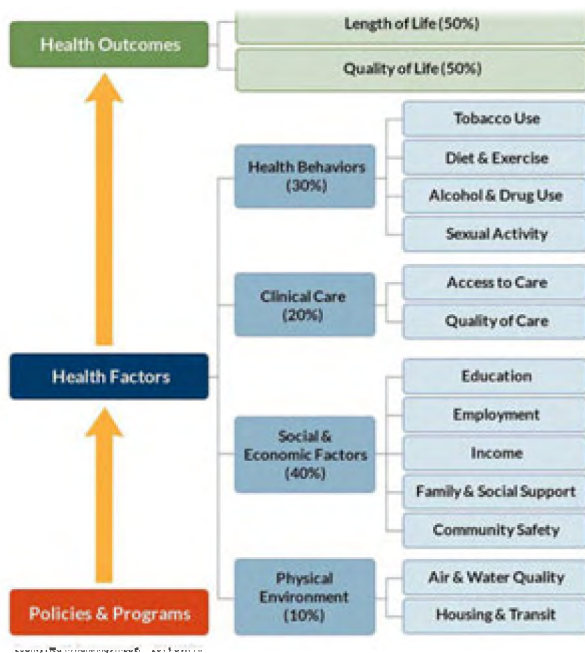 Length of Life (50%)
Health Outcomes
Quality of Life (50%)
Tobacco Use
Health Behaviors
(30%)
Diet & Exercise
Alcohol & Drug Use
Sexual Activity
Clinical Care
(20%)
Access to Care
Quality of Care
Health Factors
Education
Social &
Economic Factors
(40%)
Employment
Income
Family & Social Support
Community Safety
Physical
Environment
(10%)
Air & Water Quality
Housing & Transit
Policies & Programs